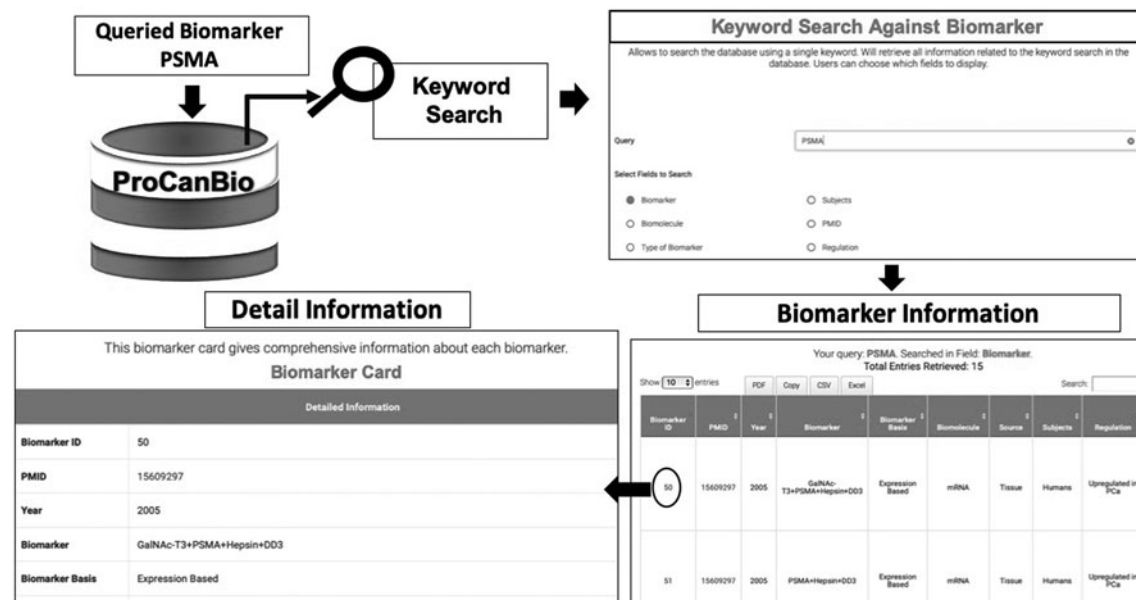 Queried Biomarker
PSMA
ProCanBio
Keyword
Search
Keyword Search Against Biomarker
Allows to search the database using a single keyword. Will retrieve all information related to the keyword search in the
database. Users can choose which fields to display.
Query
PSMA
Select Fields to Search
Biomarker
Subjects
Biomolecule
PMID
Type of Biomarker
Regulation
Detail Information
This biomarker card gives comprehensive information about each biomarker.
Biomarker Card
Detailed Information
Biomarker ID 50
PMID 15609297
Year 2005
Biomarker GalNAc-T3+PSMA+Hepsin+DD3
Biomarker Basis Expression Based
Biomarker Information
Your query: PSMA. Searched in Field: Biomarker.
Total Entries Retrieved: 15
Show 10 entries PDF Copy CSV Excel Search:
Biomarker ID PMID Year Biomarker Biomarker Basis Biomolecule Source Subjects Regulation
50 15609297 2005 GalNAc-T3+PSMA+Hepsin+DD3 Expression Based mRNA Tissue Humans Upregulated in PCa
51 15609297 2005 PSMA+Hepsin+DD3 Expression Based mRNA Tissue Humans Upregulated in PCa